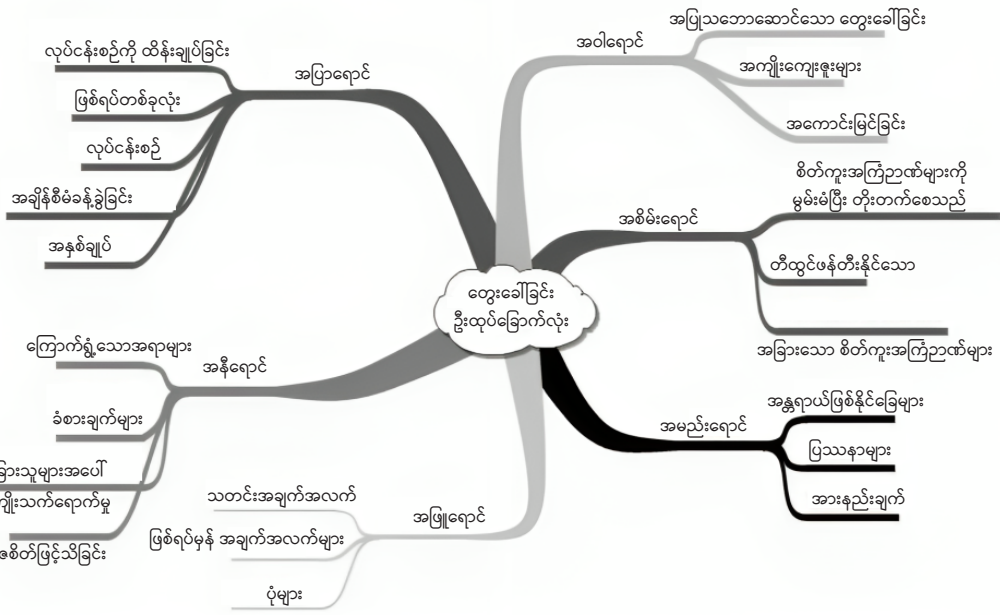 တွေးခေါ်ခြင်း
ဦးထုပ်ခြောက်လုံး
အပြာရောင်
လုပ်ငန်းစဉ်ကို ထိန်းချုပ်ခြင်း
ဖြစ်ရပ်တစ်ခုလုံး
လုပ်ငန်းစဉ်
အချိန်စီမံခန့်ခွဲခြင်း
အနှစ်ချုပ်
အဝါရောင်
အပြုသဘောဆောင်သော တွေးခေါ်ခြင်း
အကျိုးကျေးဇူးများ
အကောင်းမြင်ခြင်း
အစိမ်းရောင်
စိတ်ကူးအကြံဉာဏ်များကို
မွမ်းမံပြီး တိုးတက်စေသည်
တီထွင်ဖန်တီးနိုင်သော
အခြားသော စိတ်ကူးအကြံဉာဏ်များ
အနီရောင်
ကြောက်ရွံ့သောအရာများ
ခံစားချက်များ
ခြားသူများအပေါ်
ကျိုးသက်ရောက်မှု
ဇစိတ်ဖြင့်သိခြင်း
အမည်းရောင်
အန္တရာယ်ဖြစ်နိုင်ခြေများ
ပြဿနာများ
အားနည်းချက်
အဖြူရောင်
သတင်းအချက်အလက်
ဖြစ်ရပ်မှန် အချက်အလက်များ
ပုံများ